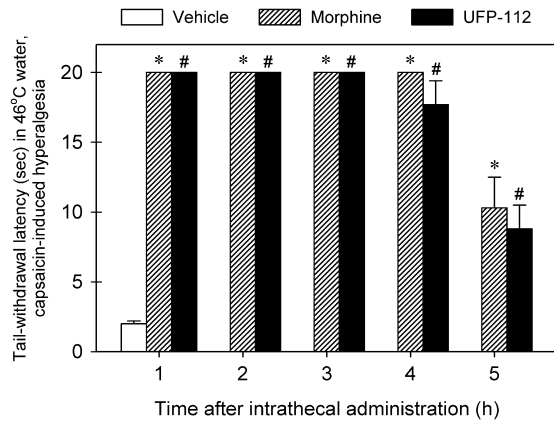 Vehicle Morphine UFP-112
Tail-withdrawal latency (sec) in 46°C water,
capsaicin-induced hyperalgesia
* # * # * # * #
20
15
* #
10
5
0
1 2 3 4 5
Time after intrathecal administration (h)